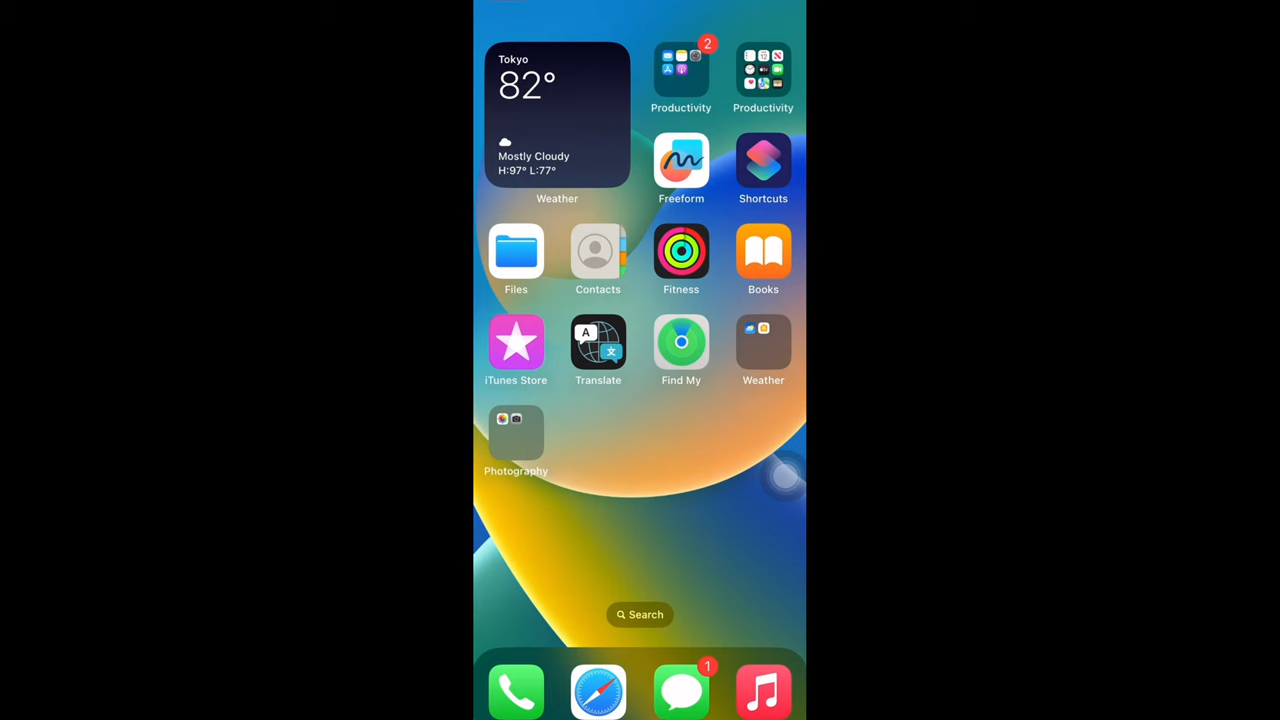 Tokyo
82°
Mostly Cloudy
H:97° L:77°
Weather
2
Productivity
Productivity
Freeform
Shortcuts
Files
Contacts
Fitness
Books
A
文
iTunes Store
Translate
Find My
Weather
Photography
Search
1